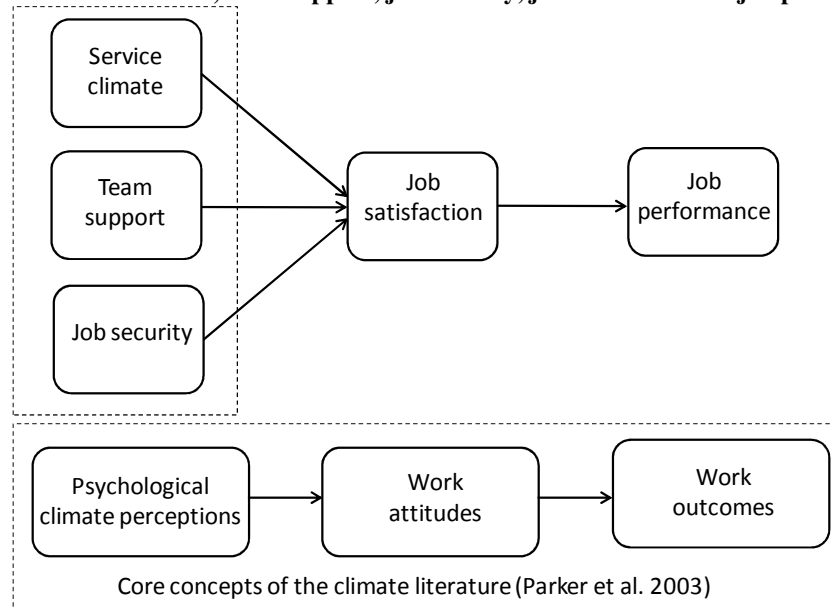 Service
climate
Team
support
Job security
Job
satisfaction
Job
performance
Psychological
climate perceptions
Work
attitudes
Work
outcomes
Core concepts of the climate literature (Parker et al. 2003)